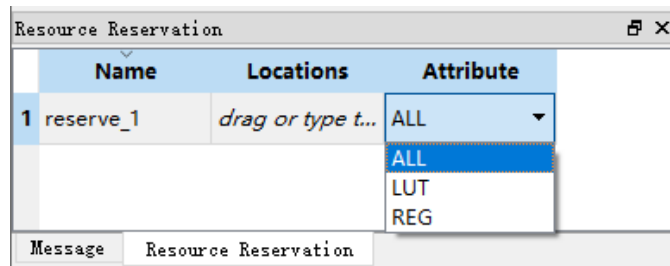 Resource Reservation
Name Locations Attribute
1 reserve_1 drag or type t... ALL
ALL
LUT
REG
Message Resource Reservation